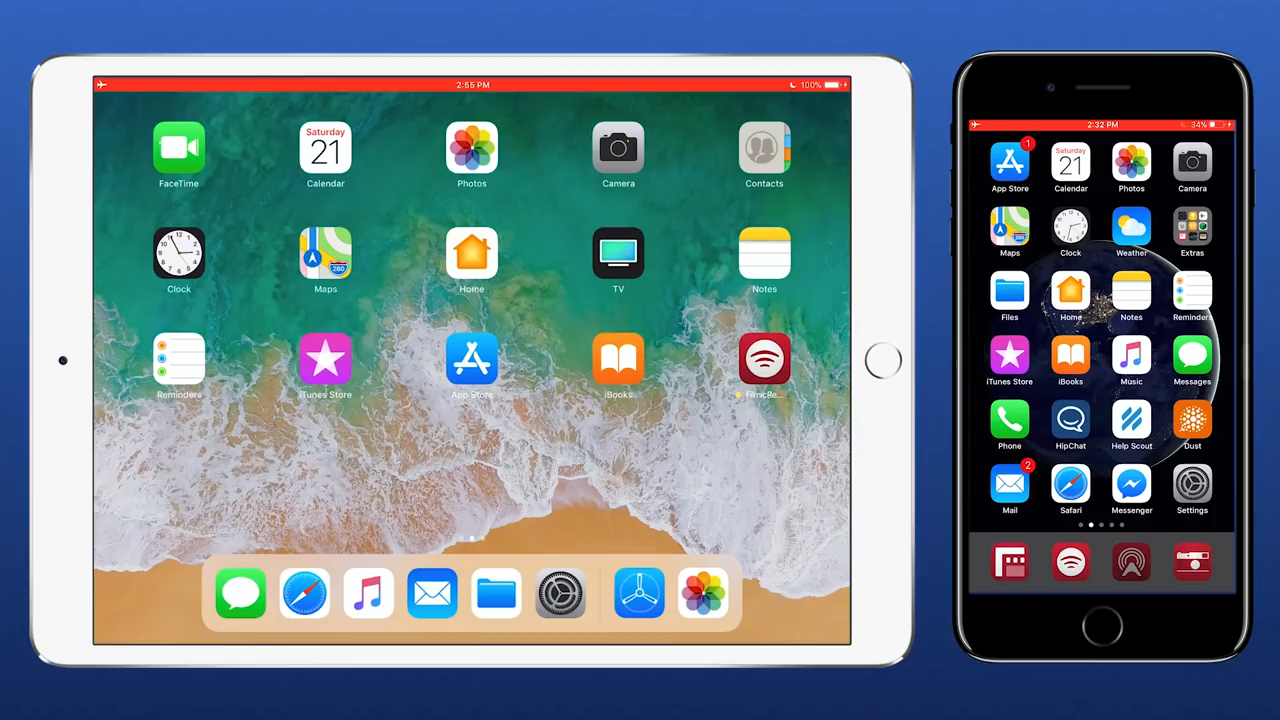 2:55 PM
100%
FaceTime
Saturday
21
Calendar
Photos
Camera
Contacts
Clock
280
Maps
Home
TV
Notes
Reminders
iTunes Store
App Store
iBooks
FilmicRe...
2:32 PM
34%
1
App Store
Saturday
21
Calendar
Photos
Camera
280
Maps
Clock
Weather
Extras
Files
Home
Notes
Reminders
iTunes Store
iBooks
Music
Messages
Phone
HipChat
Help Scout
Dust
2
Mail
Safari
Messenger
Settings